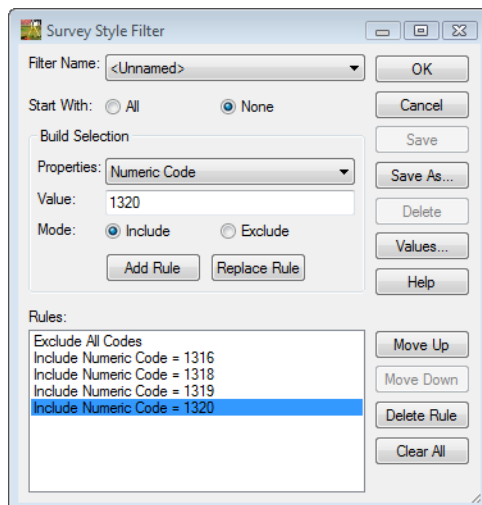 Survey Style Filter
Filter Name: <Unnamed> OK
Start With: All None Cancel
Build Selection Save
Properties: Numeric Code Save As...
Value: 1320 Delete
Mode: Include Exclude Values...
Add Rule Replace Rule Help
Rules:
Exclude All Codes Move Up
Include Numeric Code = 1316
Include Numeric Code = 1318 Move Down
Include Numeric Code = 1319
Include Numeric Code = 1320 Delete Rule
Clear All